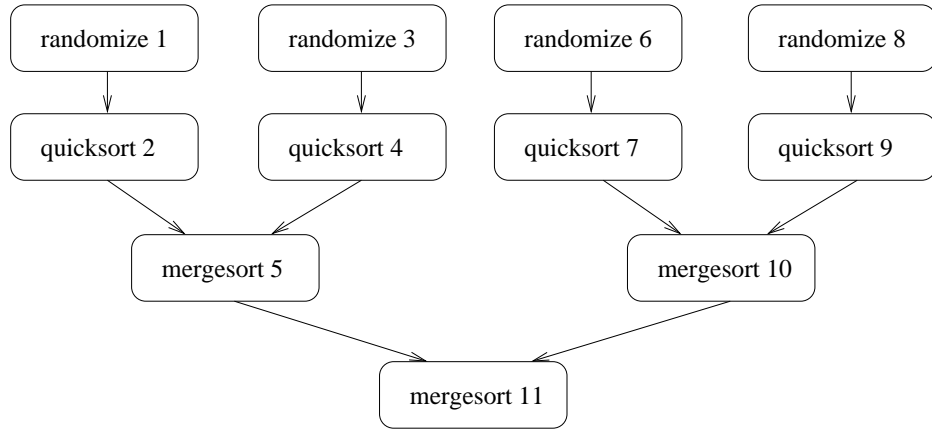 randomize 1
randomize 3
randomize 6
randomize 8
quicksort 2
quicksort 4
quicksort 7
quicksort 9
mergesort 5
mergesort 10
mergesort 11